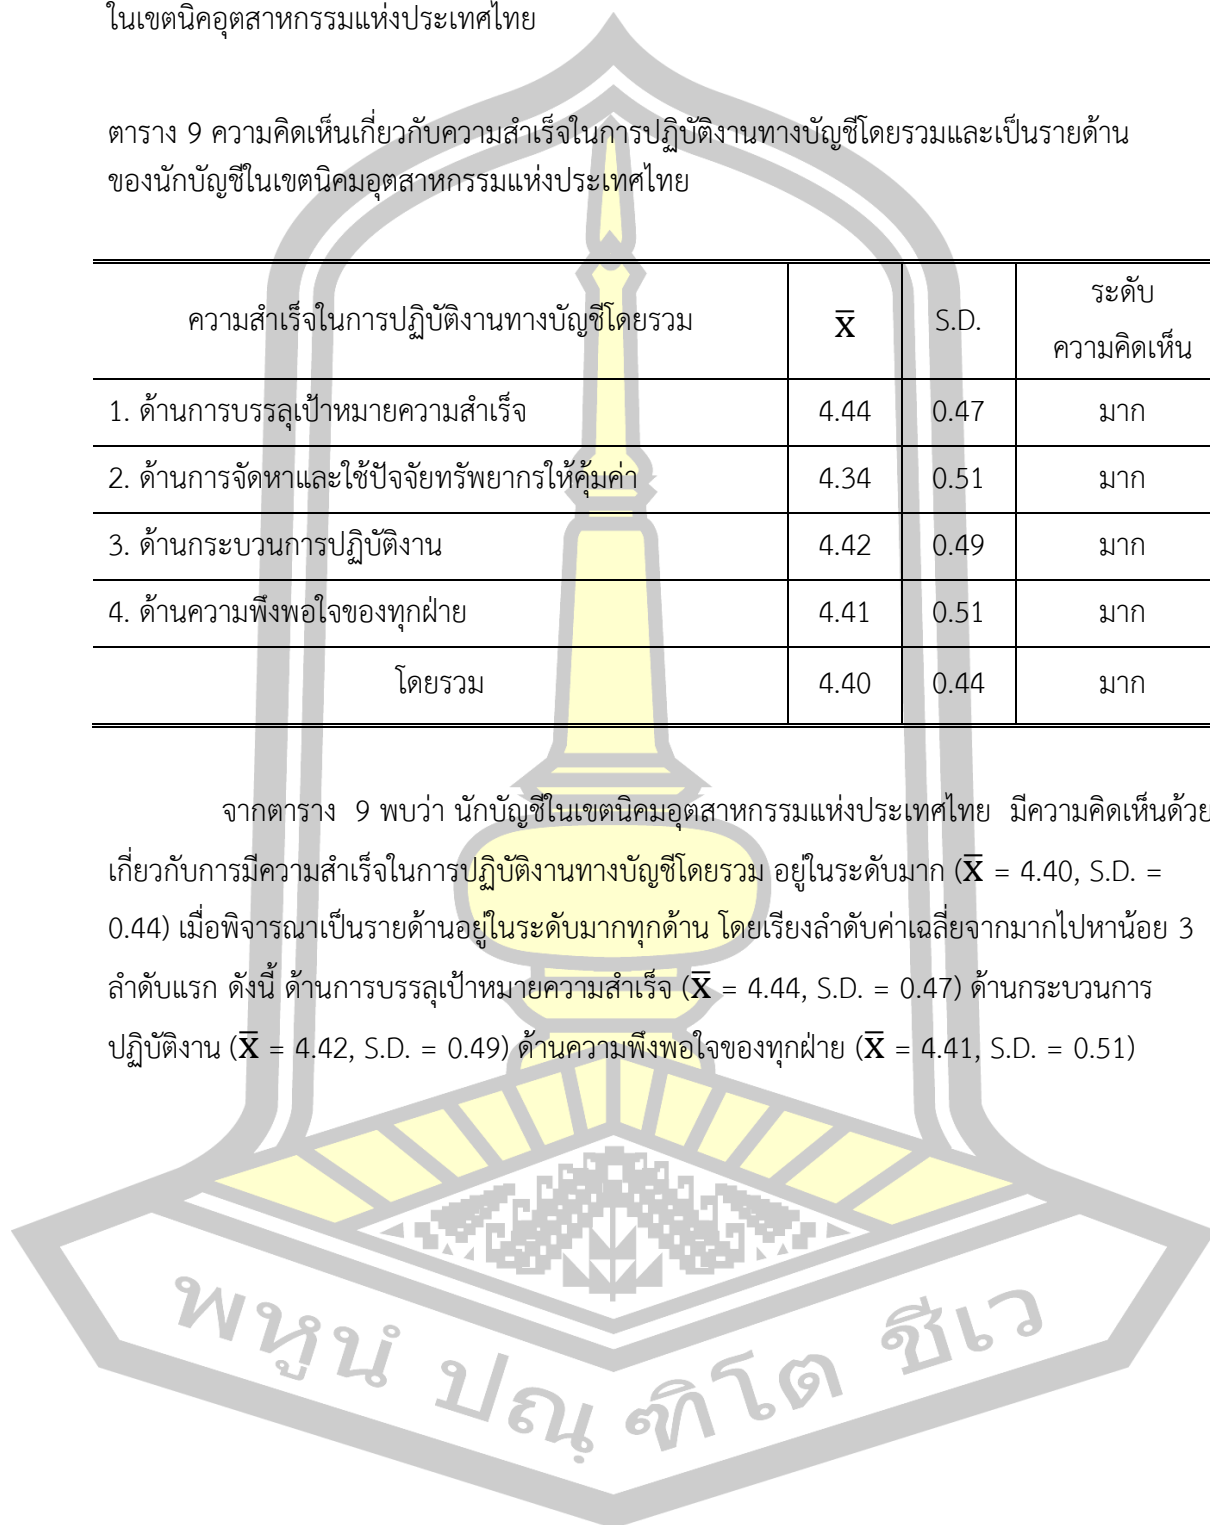 ในเขตนิคอุตสาหกรรมแห่งประเทศไทย
ตาราง 9 ความคิดเห็นเกี่ยวกับความสำเร็จในการปฏิบัติงานทางบัญชีโดยรวมและเป็นรายด้าน
ของนักบัญชีในเขตนิคมอุตสาหกรรมแห่งประเทศไทย
ความสำเร็จในการปฏิบัติงานทางบัญชีโดยรวม X̅ S.D. ระดับ
ความคิดเห็น
1. ด้านการบรรลุเป้าหมายความสำเร็จ 4.44 0.47 มาก
2. ด้านการจัดหาและใช้ปัจจัยทรัพยากรให้คุ้มค่า 4.34 0.51 มาก
3. ด้านกระบวนการปฏิบัติงาน 4.42 0.49 มาก
4. ด้านความพึงพอใจของทุกฝ่าย 4.41 0.51 มาก
โดยรวม 4.40 0.44 มาก
จากตาราง 9 พบว่า นักบัญชีในเขตนิคมอุตสาหกรรมแห่งประเทศไทย มีความคิดเห็นด้วย
เกี่ยวกับการมีความสำเร็จในการปฏิบัติงานทางบัญชีโดยรวม อยู่ในระดับมาก (X̅ = 4.40, S.D. =
0.44) เมื่อพิจารณาเป็นรายด้านอยู่ในระดับมากทุกด้าน โดยเรียงลำดับค่าเฉลี่ยจากมากไปหาน้อย 3
ลำดับแรก ดังนี้ ด้านการบรรลุเป้าหมายความสำเร็จ (X̅ = 4.44, S.D. = 0.47) ด้านกระบวนการ
ปฏิบัติงาน (X̅ = 4.42, S.D. = 0.49) ด้านความพึงพอใจของทุกฝ่าย (X̅ = 4.41, S.D. = 0.51)
พหูนํ ปณฺฑิโต ชีเว